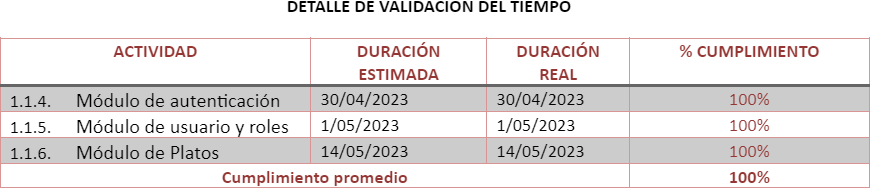 DETALLE DE VALIDACIÓN DEL TIEMPO
ACTIVIDAD DURACIÓN ESTIMADA DURACIÓN REAL % CUMPLIMIENTO
1.1.4. Módulo de autenticación 30/04/2023 30/04/2023 100%
1.1.5. Módulo de usuario y roles 1/05/2023 1/05/2023 100%
1.1.6. Módulo de Platos 14/05/2023 14/05/2023 100%
Cumplimiento promedio 100%